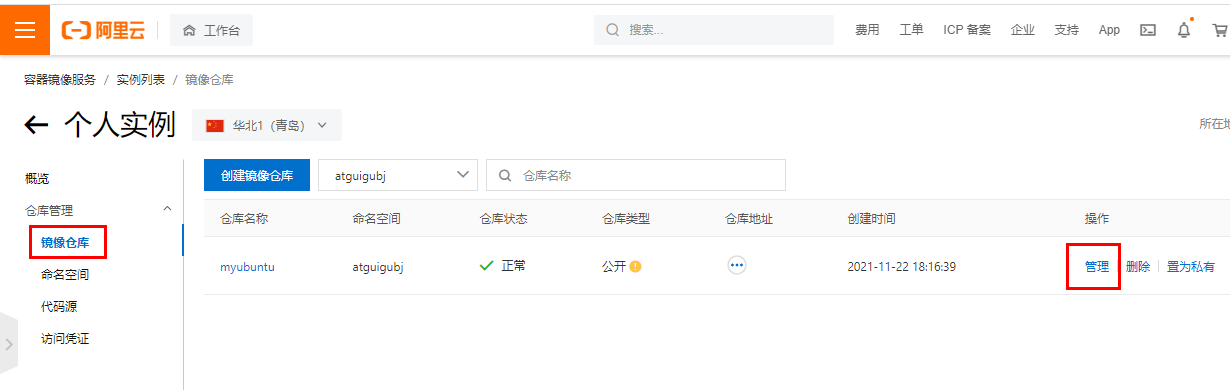 阿里云 工作台 搜索... 费用 工单 ICP 备案 企业 支持 App
容器镜像服务 / 实例列表 / 镜像仓库
个人实例 华北1（青岛） 所在地
概览
仓库管理
镜像仓库
命名空间
代码源
访问凭证
创建镜像仓库 atguigubj 仓库名称
仓库名称 命名空间 仓库状态 仓库类型 仓库地址 创建时间 操作
myubuntu atguigubj 正常 公开 2021-11-22 18:16:39 管理 删除 置为私有